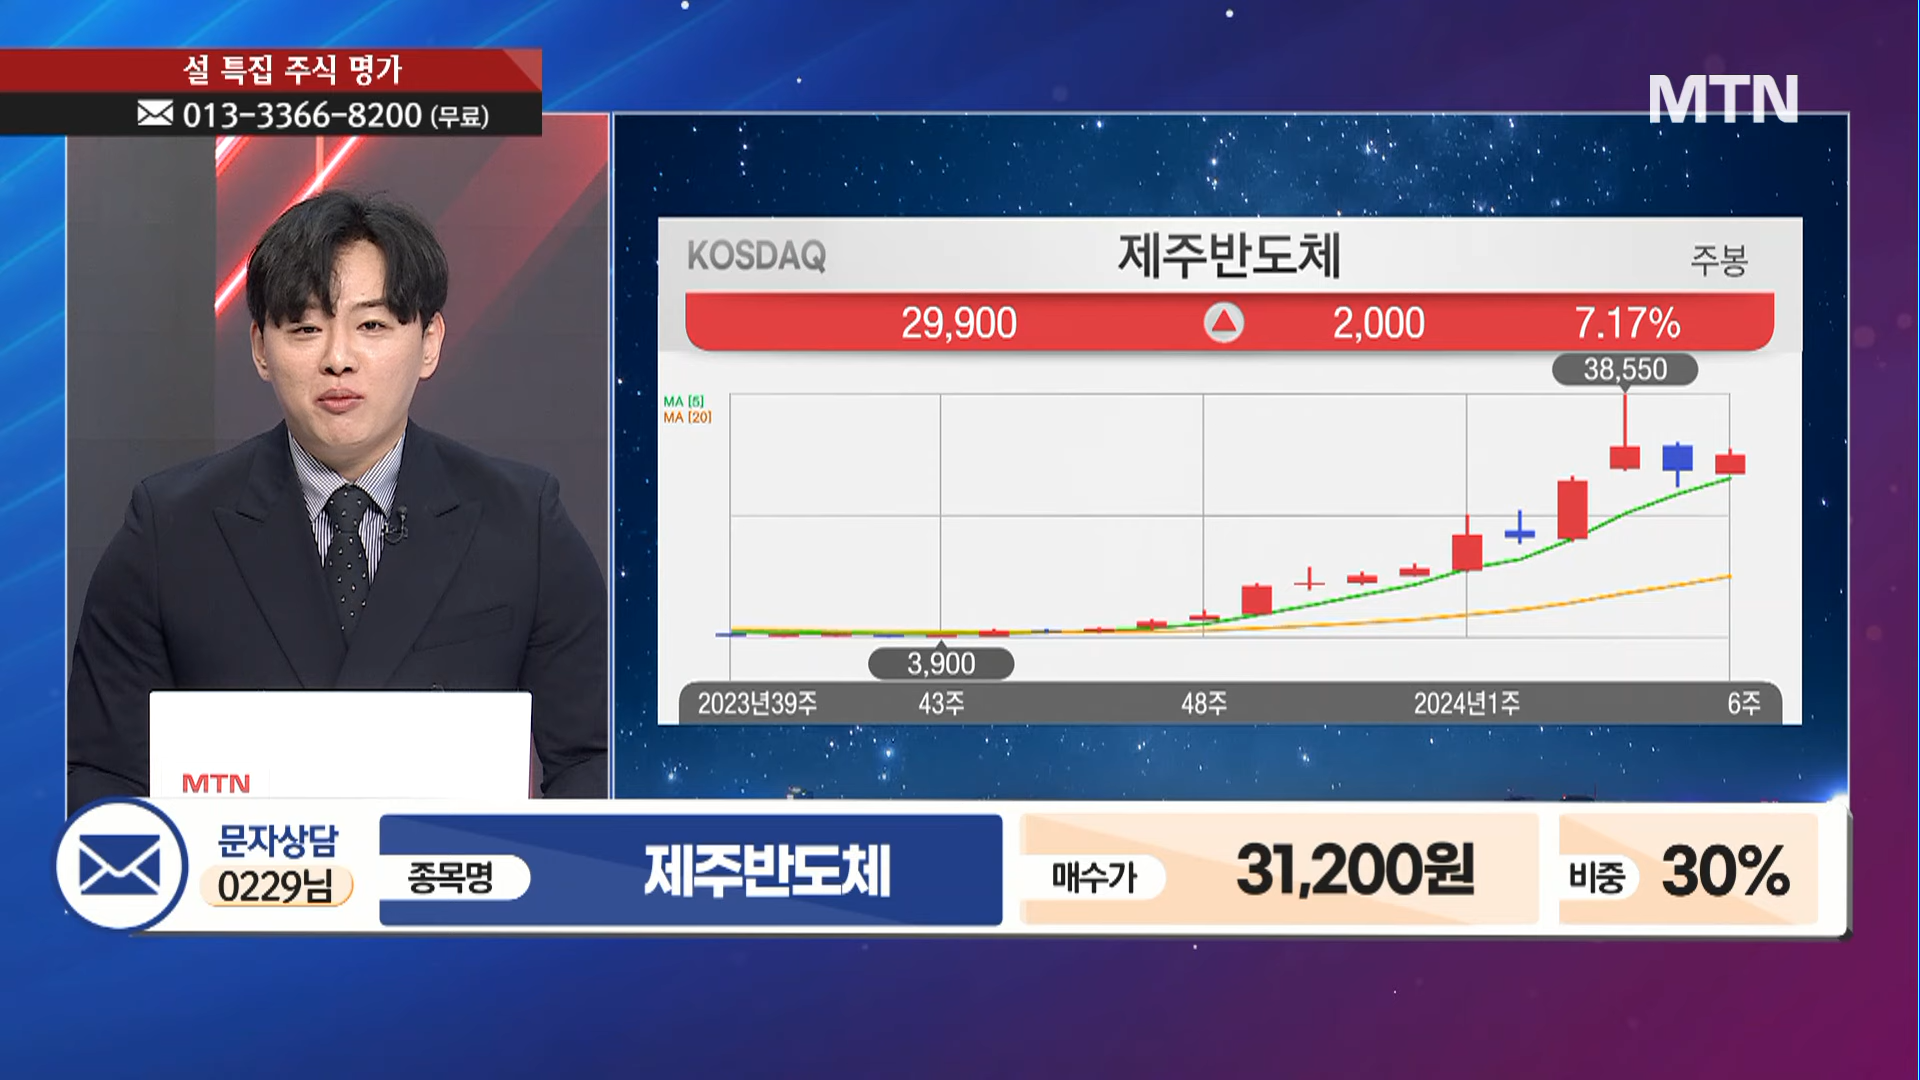 설 특집 주식 명가
013-3366-8200 (무료)
MTN
KOSDAQ
제주반도체
주봉
29,900
2,000
7.17%
38,550
MA [5]
MA [20]
3,900
2023년39주
43주
48주
2024년1주
6주
MTN
문자상담
0229님
종목명
제주반도체
매수가
31,200원
비중
30%